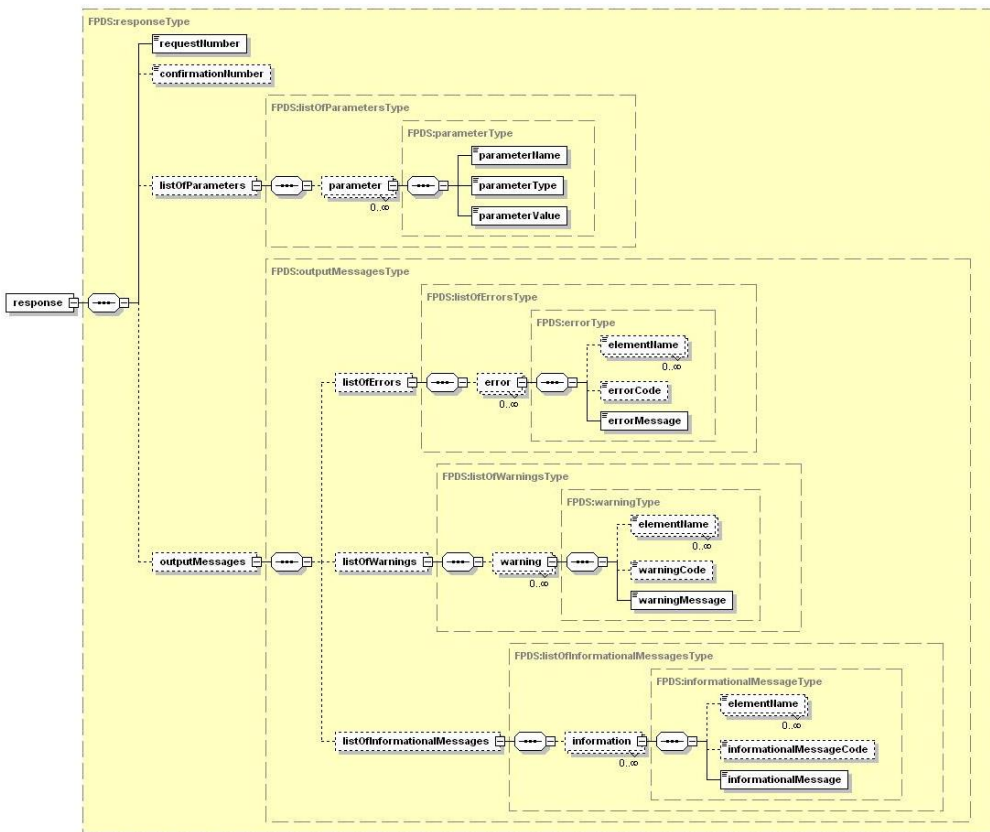 FPDS:responseType
requestNumber
confirmationNumber
FPDS:listOfParametersType
FPDS:parameterType
parameterName
listOfParameters
parameter
parameterType
0..∞
parameterValue
FPDS:outputMessagesType
FPDS:listOfErrorsType
response
FPDS:errorType
elementName
0..∞
listOfErrors
error
errorCode
0..∞
errorMessage
FPDS:listOfWarningsType
FPDS:warningType
elementName
0..∞
outputMessages
listOfWarnings
warning
warningCode
0..∞
warningMessage
FPDS:listOfInformationalMessagesType
FPDS:informationalMessageType
elementName
0..∞
listOfInformationalMessages
information
informationalMessageCode
0..∞
informationalMessage